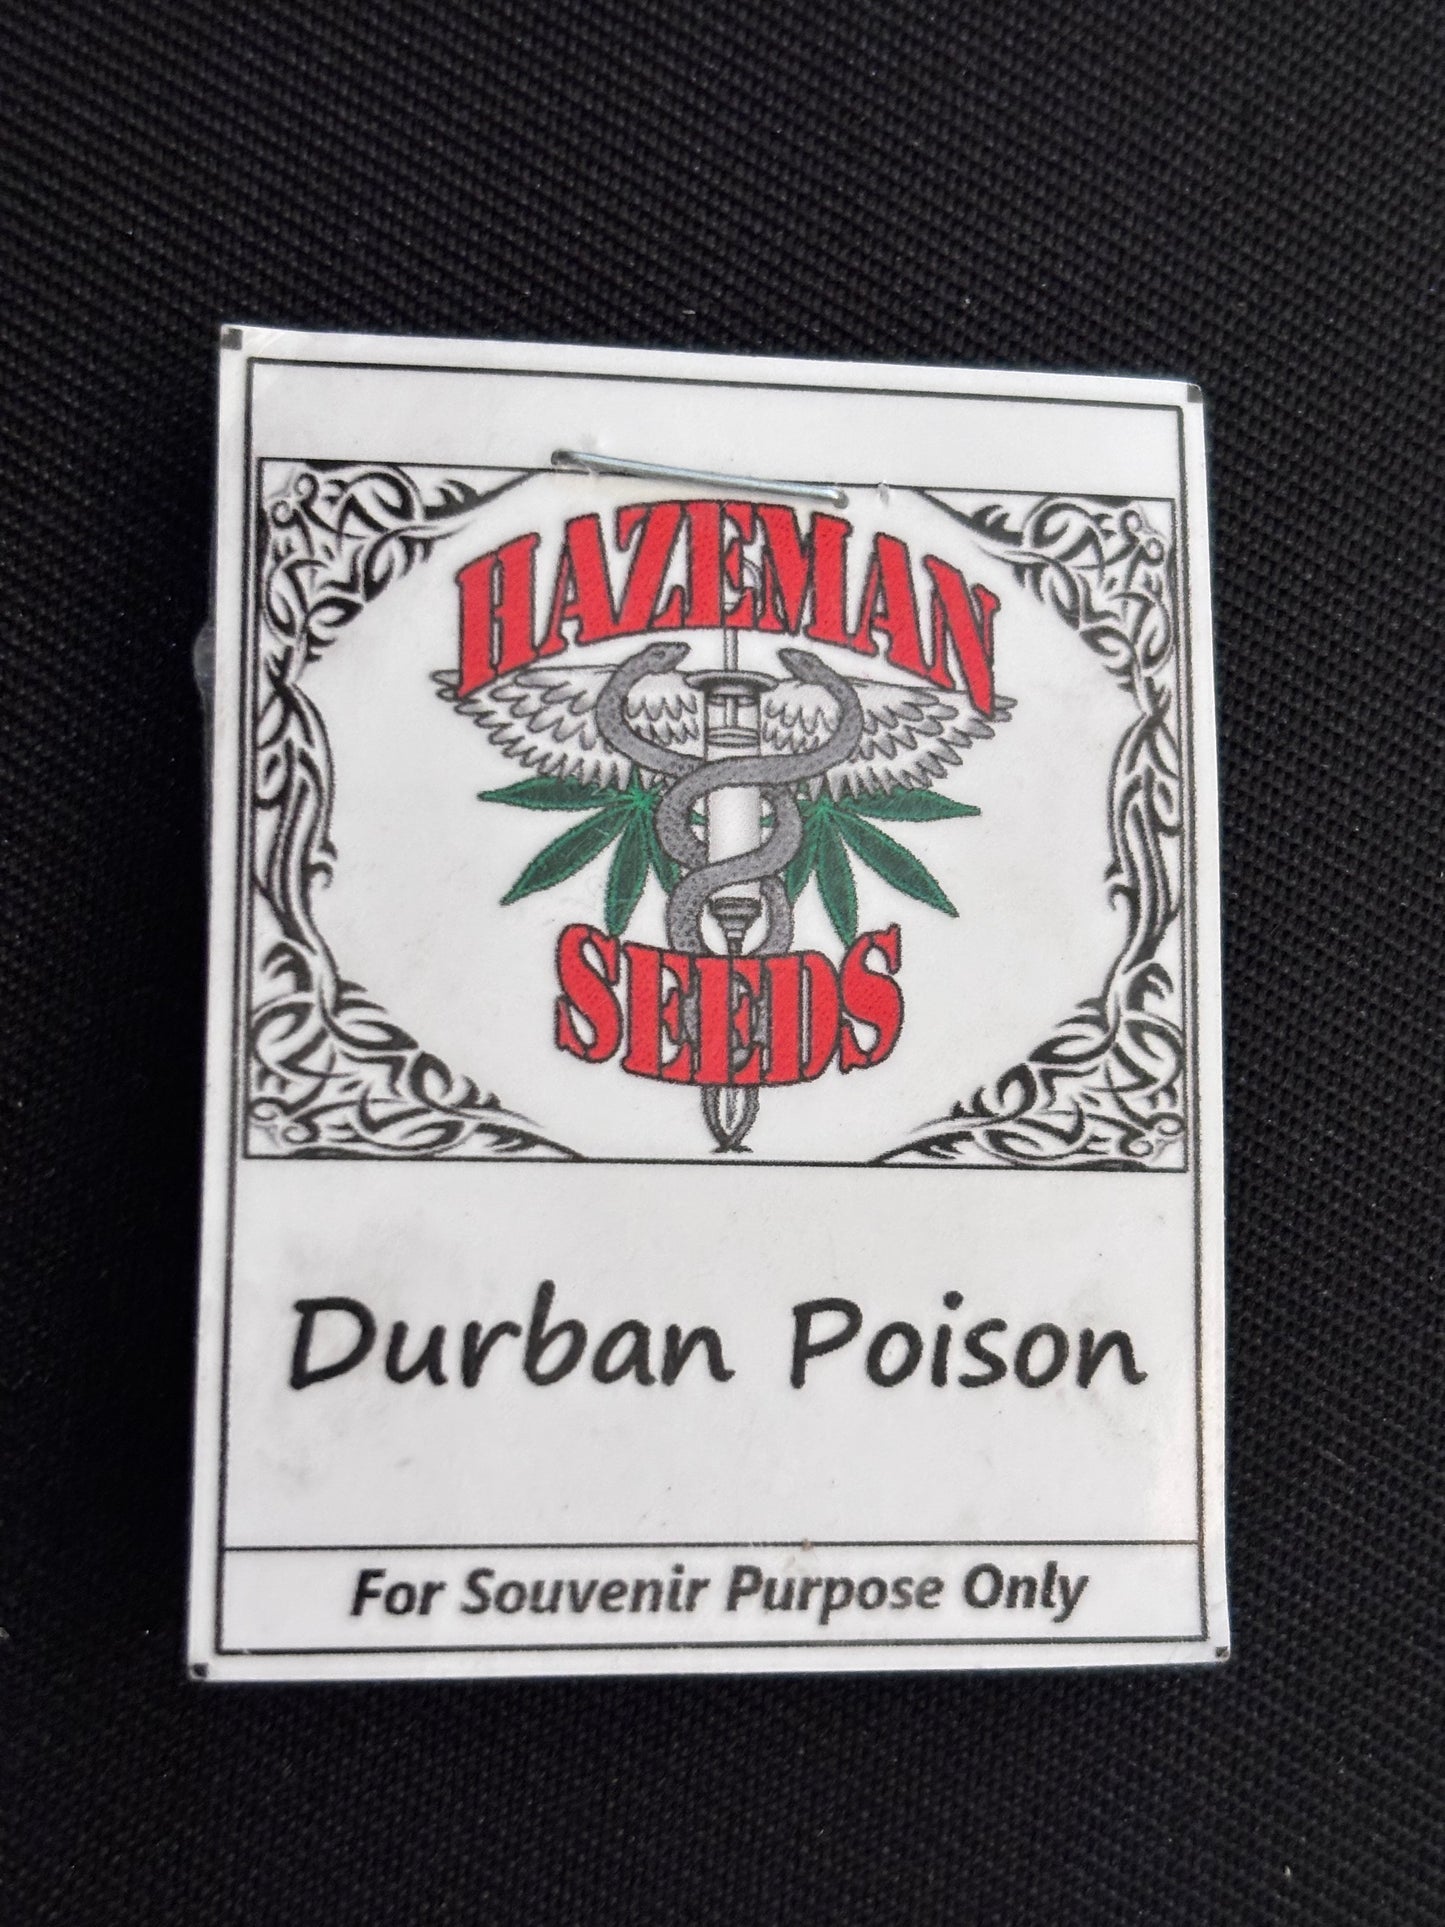 HAZEMAN
SEEDS
Durban Poison
For Souvenir Purpose Only